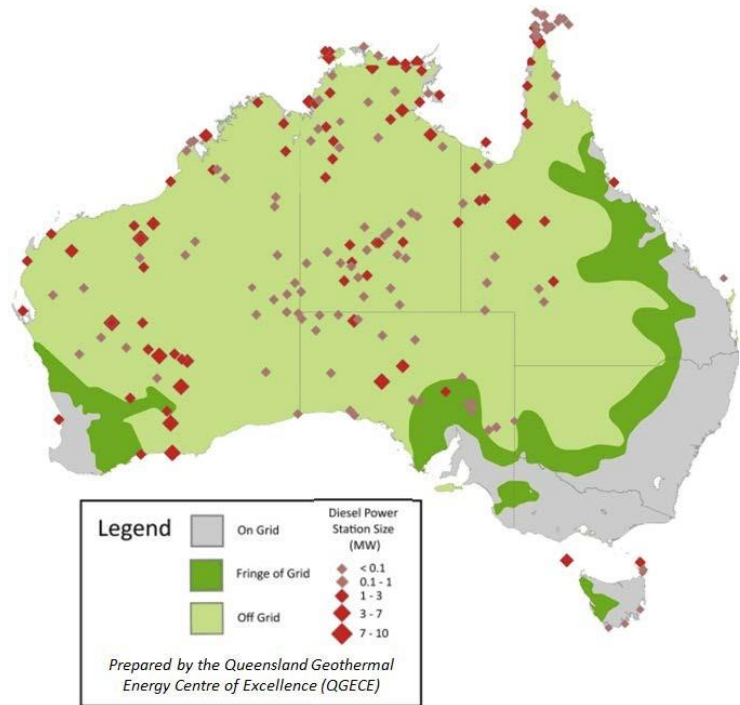 Legend
On Grid
Fringe of Grid
Off Grid
Diesel Power
Station Size
(MW)
< 0.1
0.1 - 1
1 - 3
3 - 7
7 - 10
Prepared by the Queensland Geothermal
Energy Centre of Excellence (QGECE)